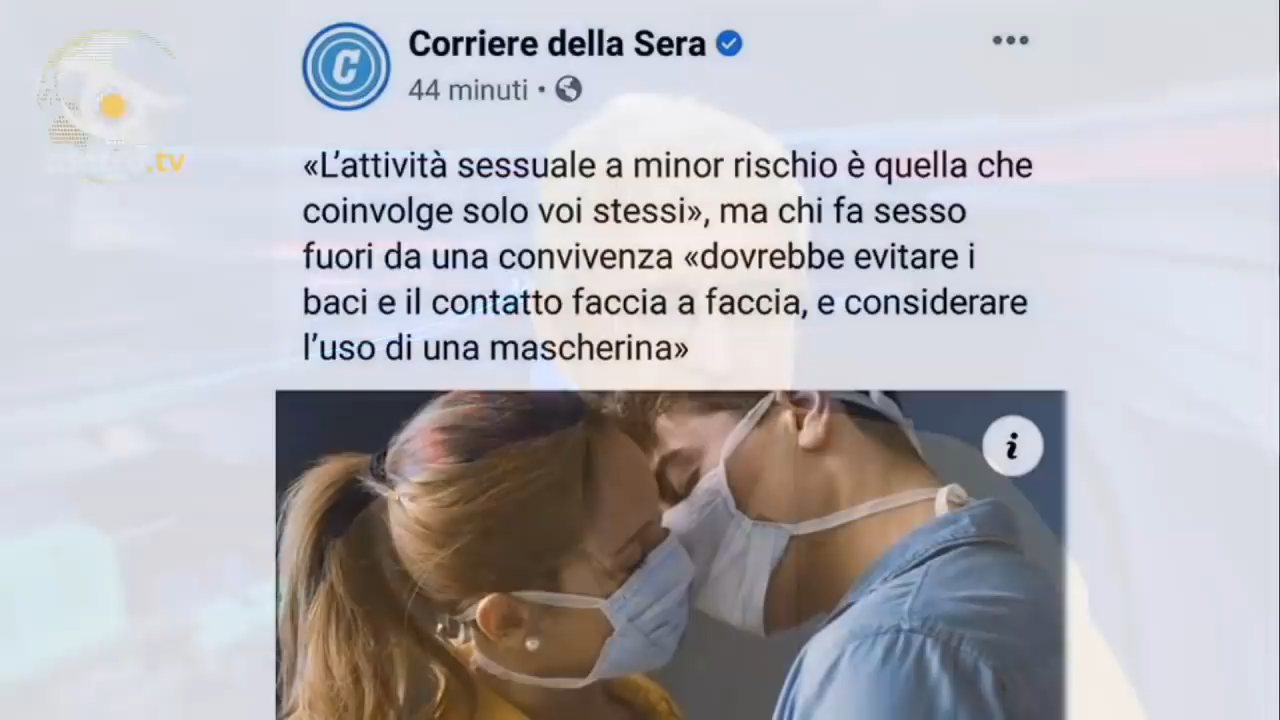 Corriere della Sera
44 minuti •
«L’attività sessuale a minor rischio è quella che
coinvolge solo voi stessi», ma chi fa sesso
fuori da una convivenza «dovrebbe evitare i
baci e il contatto faccia a faccia, e considerare
l’uso di una mascherina»
.tv
C
i